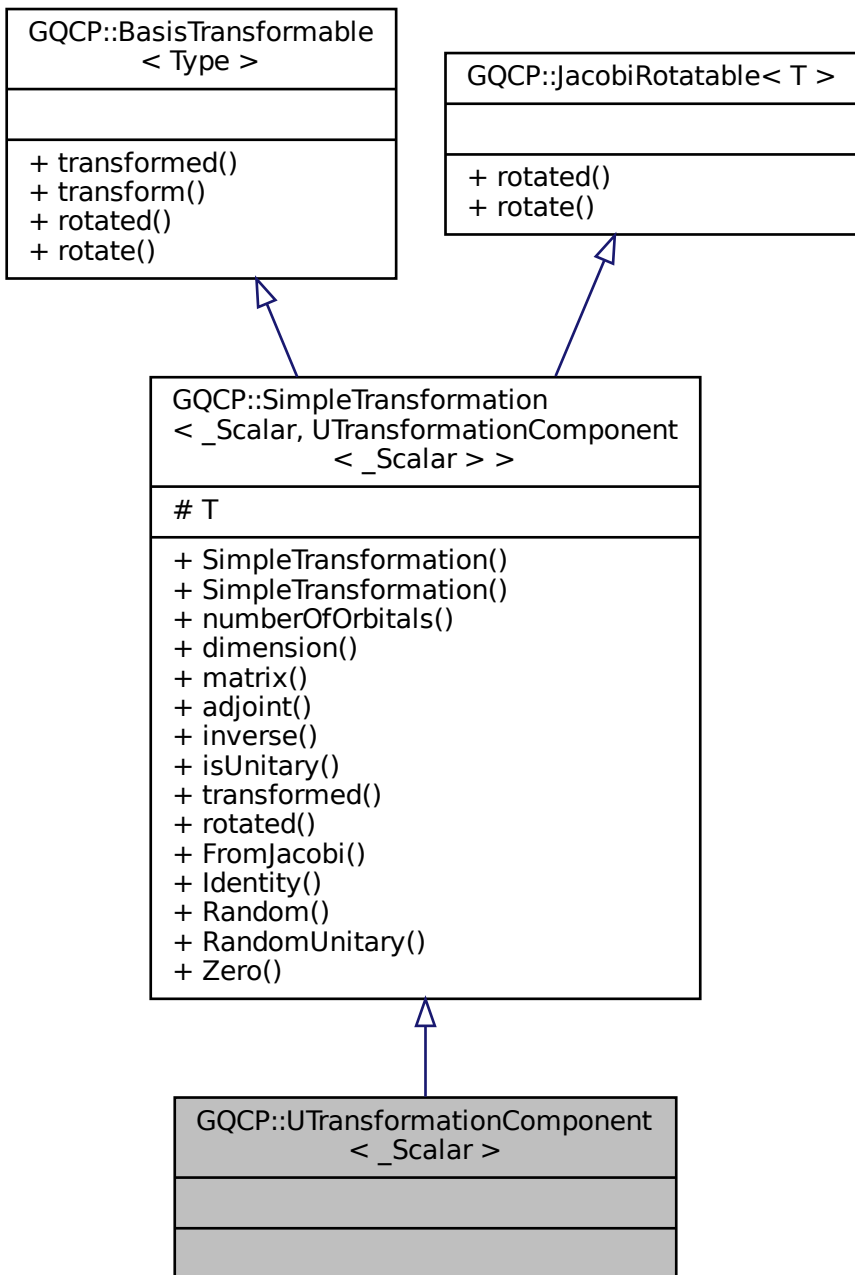 GQCP::BasisTransformable
< Type >
+ transformed()
+ transform()
+ rotated()
+ rotate()
GQCP::JacobiRotatable< T >
+ rotated()
+ rotate()
GQCP::SimpleTransformation
< _Scalar, UTransformationComponent
< _Scalar > >
# T
+ SimpleTransformation()
+ SimpleTransformation()
+ numberOfOrbitals()
+ dimension()
+ matrix()
+ adjoint()
+ inverse()
+ isUnitary()
+ transformed()
+ rotated()
+ FromJacobi()
+ Identity()
+ Random()
+ RandomUnitary()
+ Zero()
GQCP::UTransformationComponent
< _Scalar >